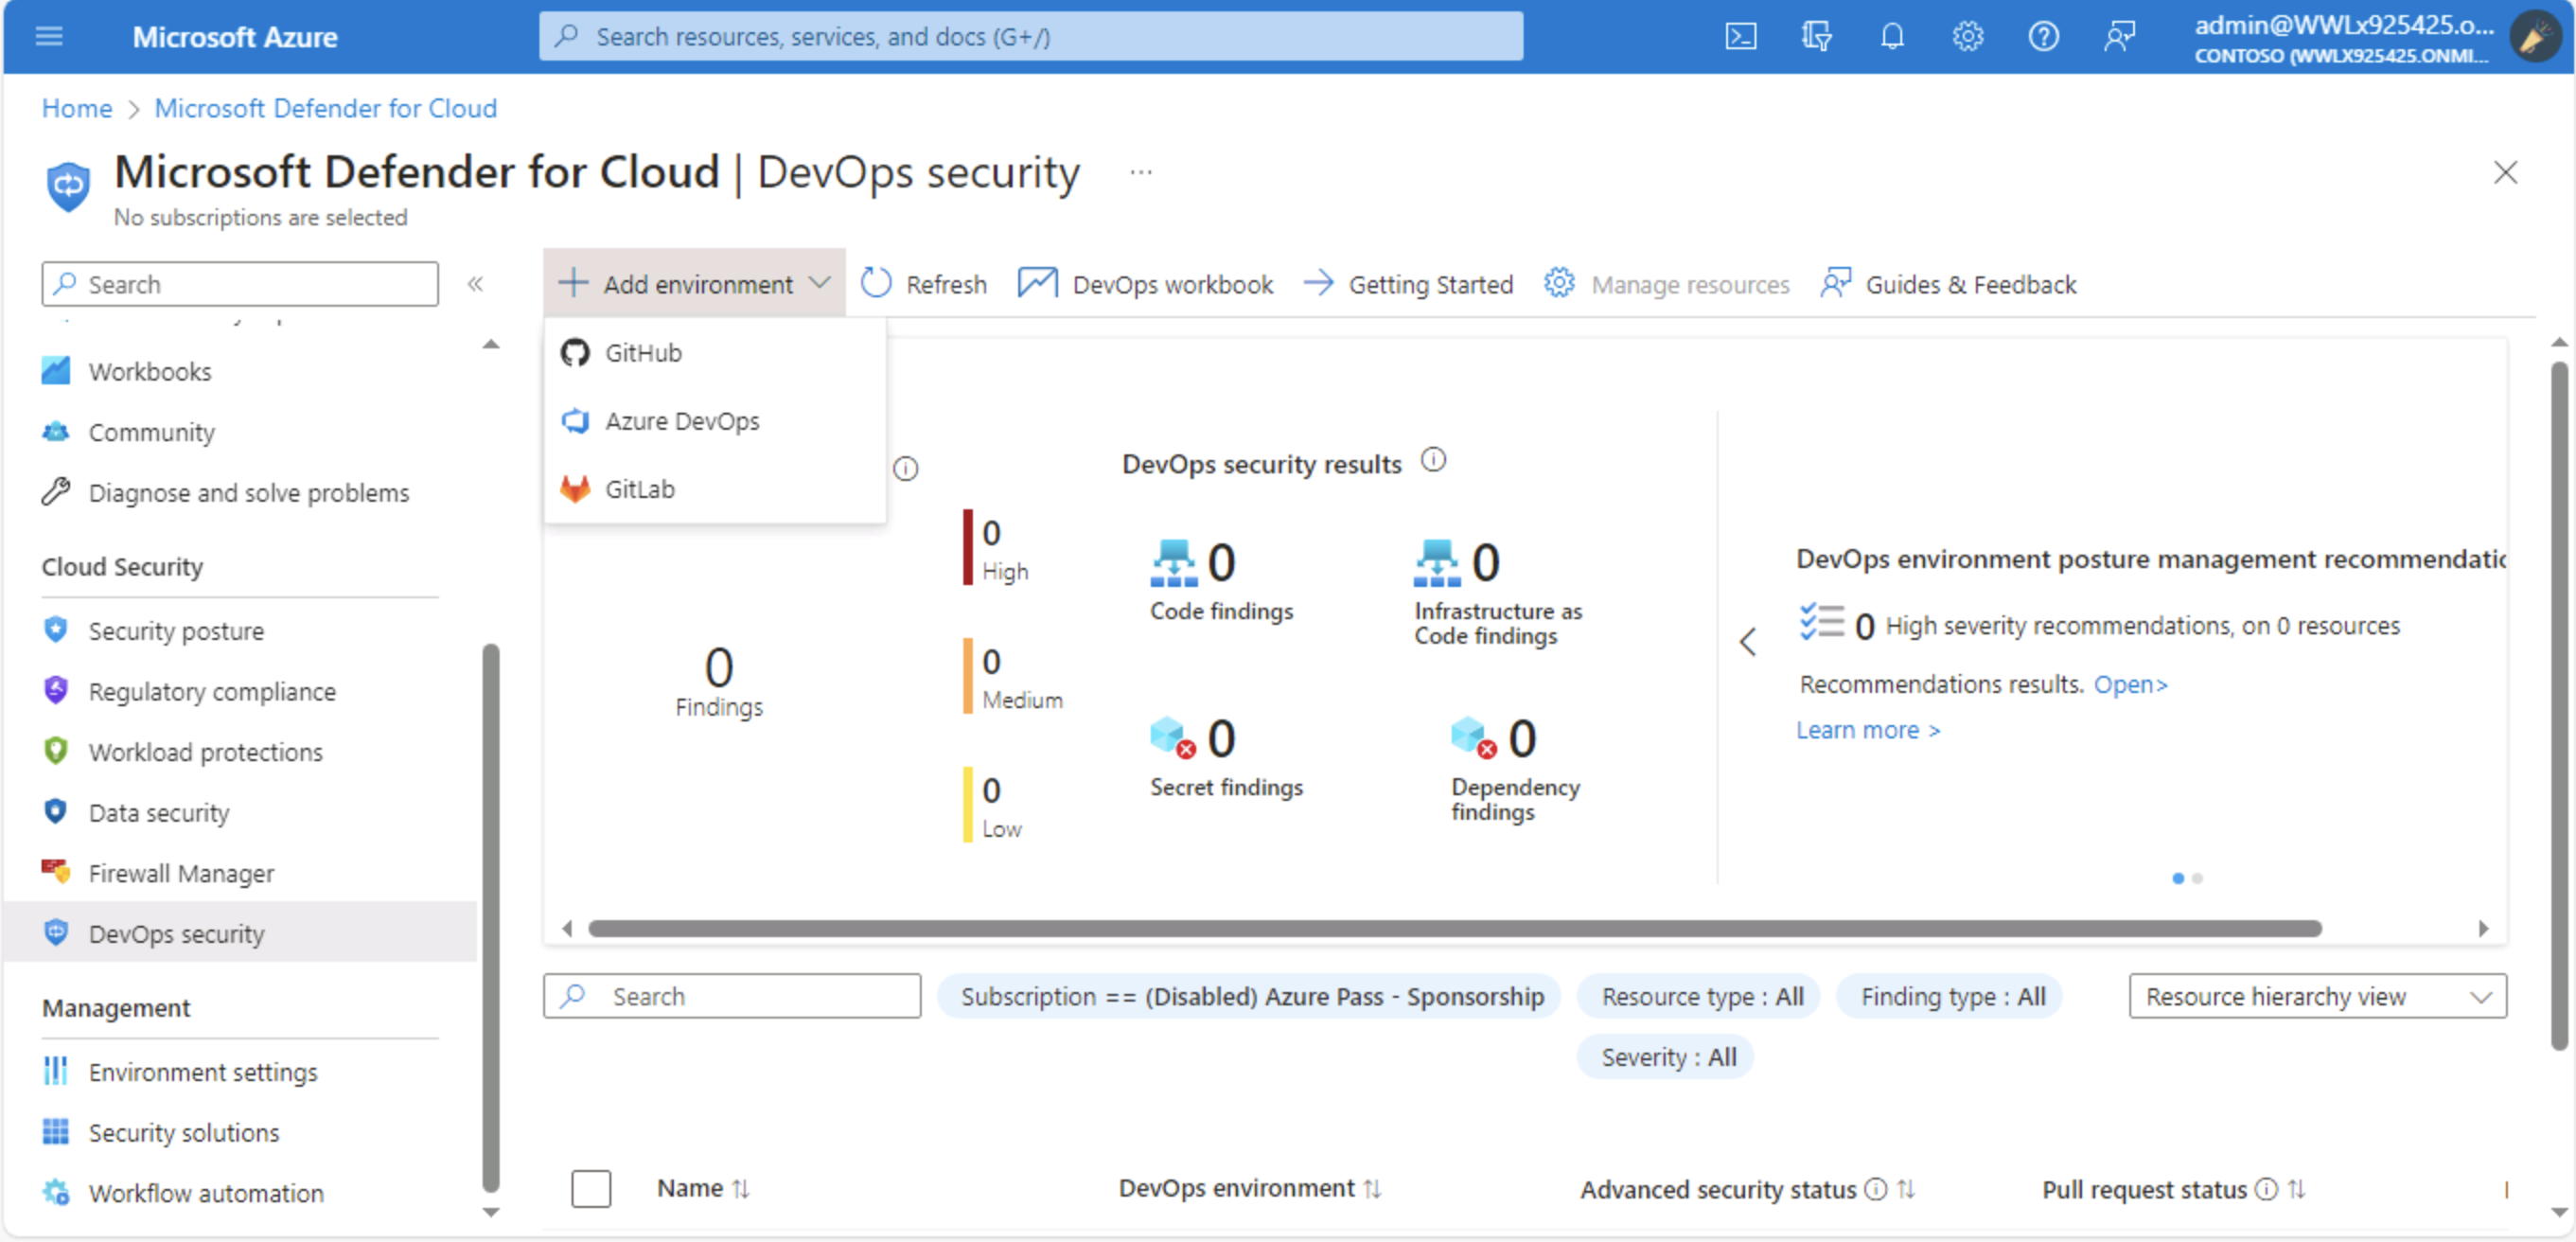 Microsoft Azure
Search resources, services, and docs (G+/)
admin@WWLx925425.o...
CONTOSO (WWLX925425.ONMI...
Home > Microsoft Defender for Cloud
Microsoft Defender for Cloud | DevOps security ...
No subscriptions are selected
Search
«
Workbooks
Community
Diagnose and solve problems
Cloud Security
Security posture
Regulatory compliance
Workload protections
Data security
Firewall Manager
DevOps security
Management
Environment settings
Security solutions
Workflow automation
Add environment
Refresh
DevOps workbook
Getting Started
Manage resources
Guides & Feedback
GitHub
Azure DevOps
GitLab
0
Findings
0
High
0
Medium
0
Low
DevOps security results
0
Code findings
0
Infrastructure as
Code findings
0
Secret findings
0
Dependency
findings
DevOps environment posture management recommendatic
0 High severity recommendations, on 0 resources
Recommendations results. Open>
Learn more >
Search
Subscription == (Disabled) Azure Pass - Sponsorship
Resource type : All
Finding type : All
Resource hierarchy view
Severity : All
Name
DevOps environment
Advanced security status
Pull request status